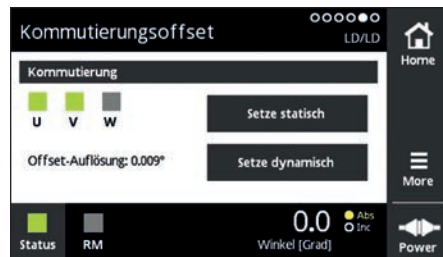 Kommutierungsoffset
LD/LD
Home
Kommutierung
U V W
Setze statisch
Offset-Auflösung: 0.009°
Setze dynamisch
More
Status
RM
0.0
Abs
Inc
Winkel [Grad]
Power